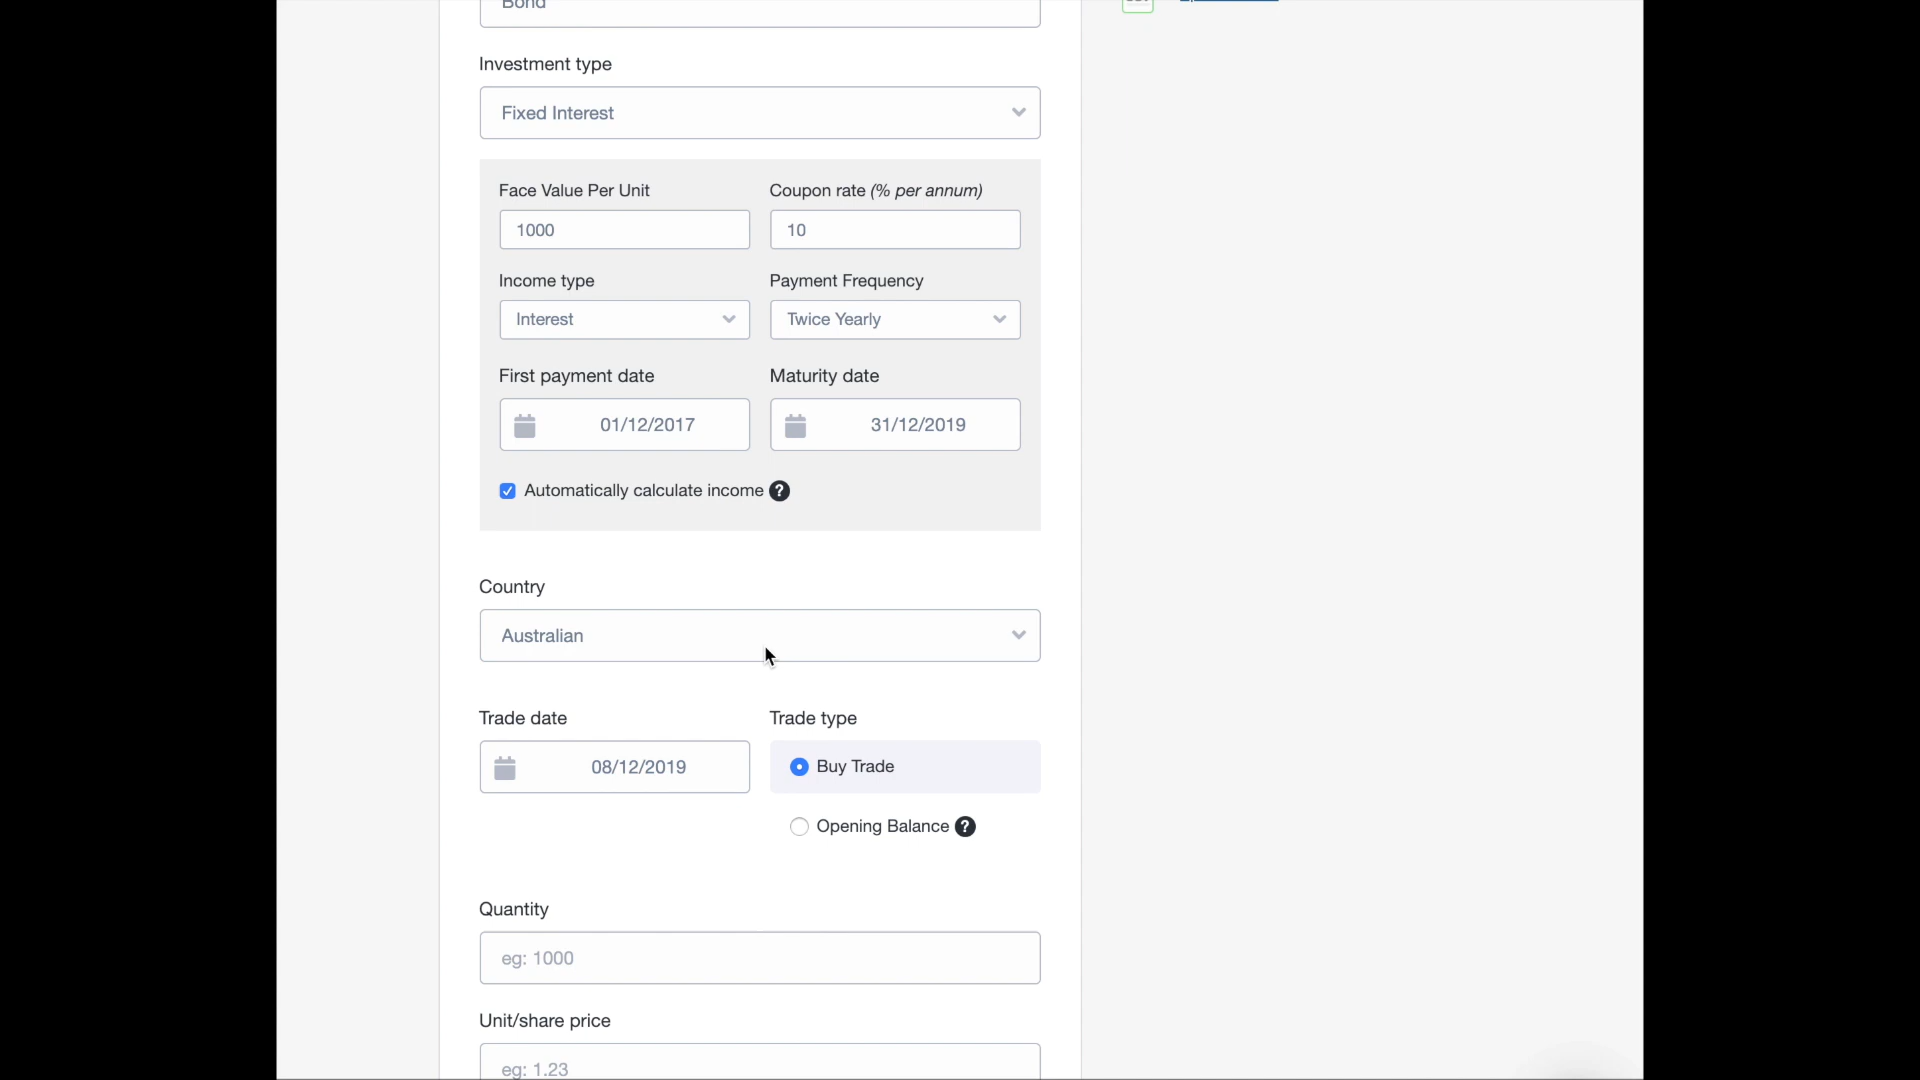 Bond
Investment type
Fixed Interest
Face Value Per Unit
Coupon rate (% per annum)
1000
10
Income type
Payment Frequency
Interest
Twice Yearly
First payment date
Maturity date
01/12/2017
31/12/2019
Automatically calculate income ?
Country
Australian
Trade date
Trade type
08/12/2019
Buy Trade
Opening Balance ?
Quantity
eg: 1000
Unit/share price
eg: 1.23